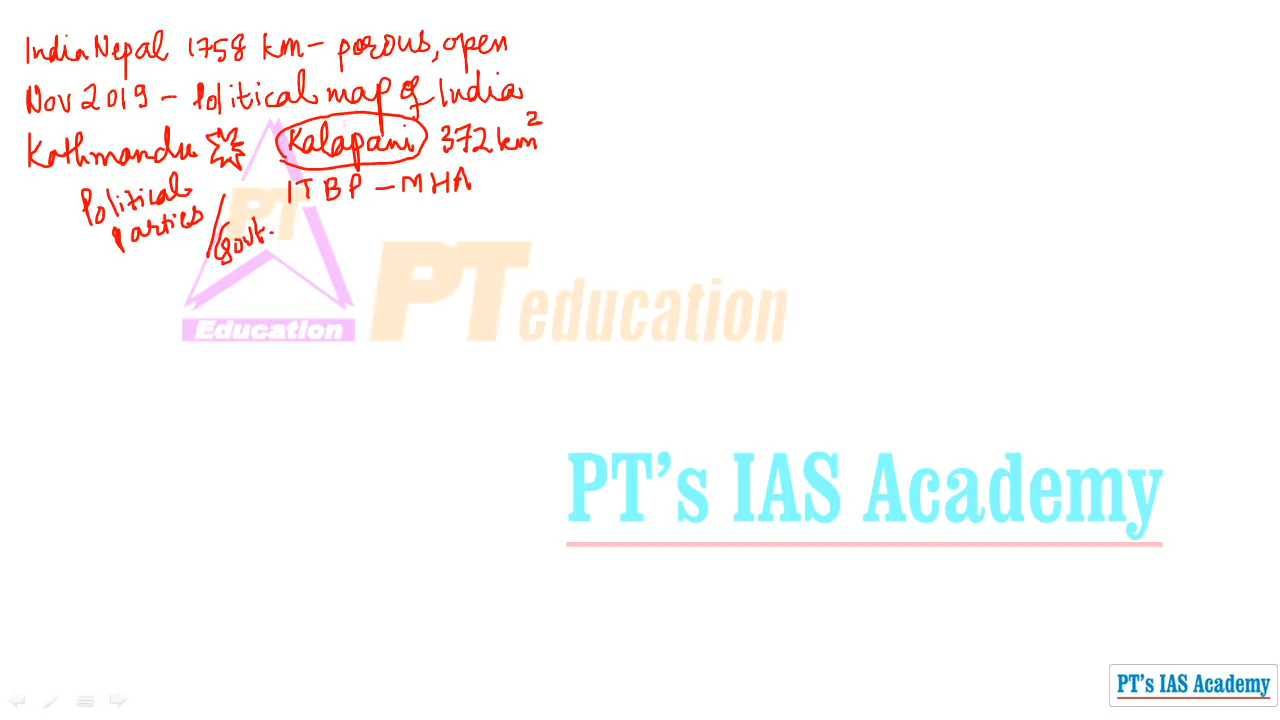 India Nepal 1758 km - porous, open
Nov 2019 - Political map of India
Kathmandu Kalapani 372 km²
ITBP - MHA
Political
parties
Govt.
PT
Education
PT education
PT's IAS Academy
PT's IAS Academy